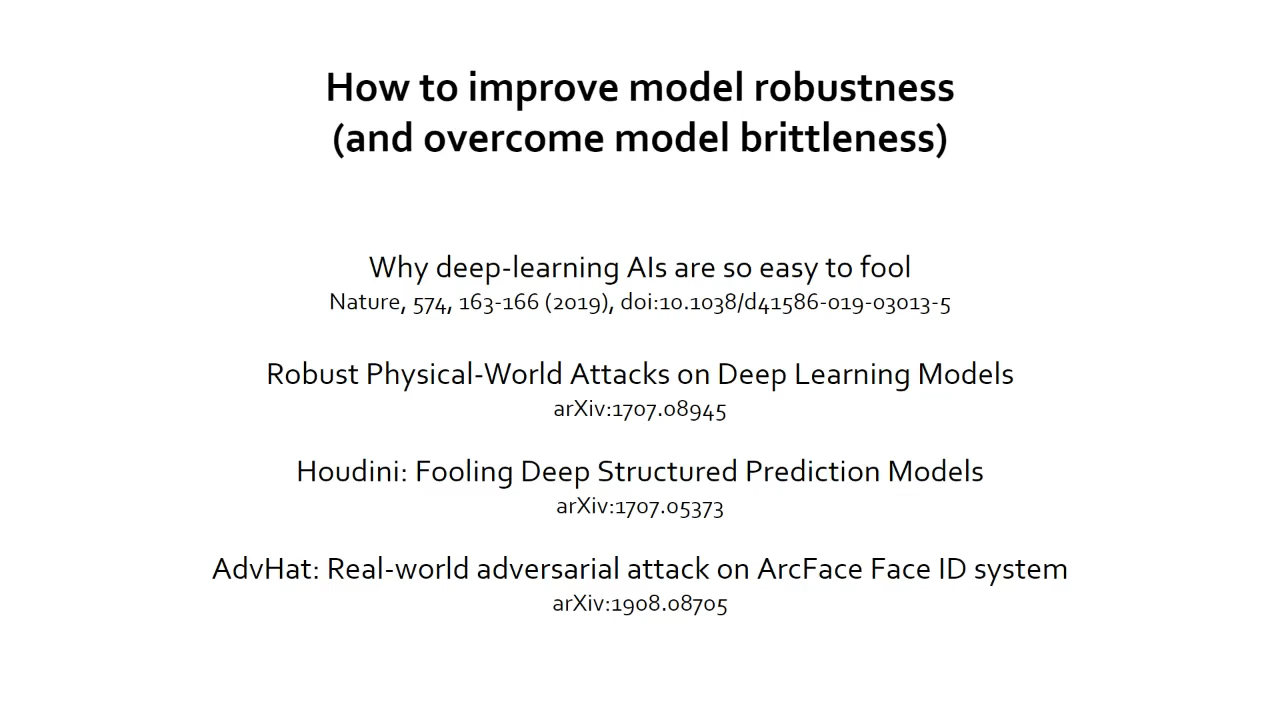 How to improve model robustness
(and overcome model brittleness)
Why deep-learning AIs are so easy to fool
Nature, 574, 163-166 (2019), doi:10.1038/d41586-019-03013-5
Robust Physical-World Attacks on Deep Learning Models
arXiv:1707.08945
Houdini: Fooling Deep Structured Prediction Models
arXiv:1707.05373
AdvHat: Real-world adversarial attack on ArcFace Face ID system
arXiv:1908.08705